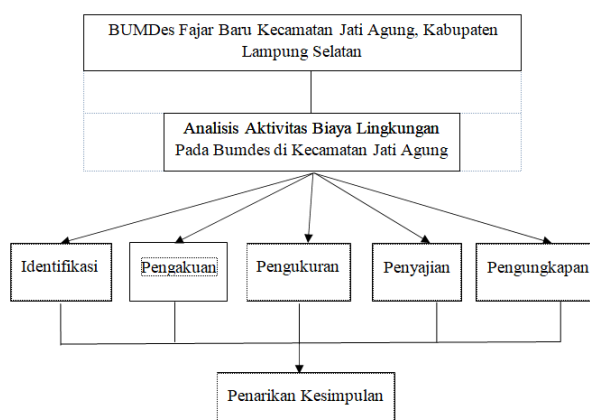 BUMDes Fajar Baru Kecamatan Jati Agung, Kabupaten
Lampung Selatan
Analisis Aktivitas Biaya Lingkungan
Pada Bumdes di Kecamatan Jati Agung
Identifikasi
Pengakuan
Pengukuran
Penyajian
Pengungkapan
Penarikan Kesimpulan